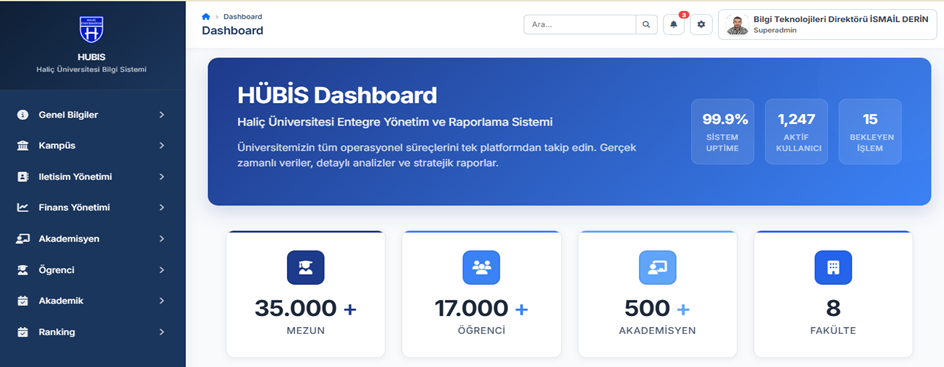 HUBIS
Haliç Üniversitesi Bilgi Sistemi
Genel Bilgiler
Kampüs
Iletisim Yönetimi
Finans Yönetimi
Akademisyen
Öğrenci
Akademik
Ranking
Dashboard
Dashboard
Ara...
3
Bilgi Teknolojileri Direktörü İSMAİL DERİN
Superadmin
HÜBİS Dashboard
Haliç Üniversitesi Entegre Yönetim ve Raporlama Sistemi
Üniversitemizin tüm operasyonel süreçlerini tek platformdan takip edin. Gerçek
zamanlı veriler, detaylı analizler ve stratejik raporlar.
99.9%
SİSTEM
UPTIME
1,247
AKTİF
KULLANICI
15
BEKLEYEN
İŞLEM
35.000 +
MEZUN
17.000 +
ÖĞRENCİ
500 +
AKADEMİSYEN
8
FAKÜLTE